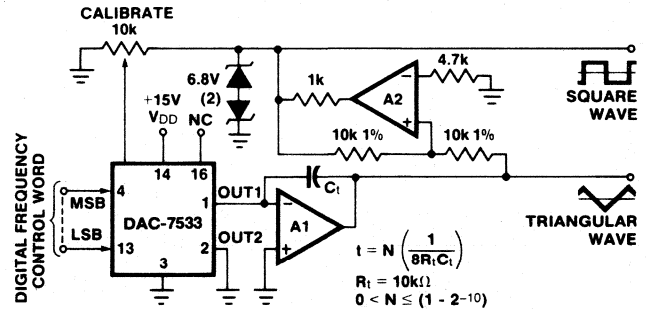 CALIBRATE
10k
6.8V
(2)
+15V
VDD
NC
1k
−
4.7k
A2
+
10k 1%
10k 1%
SQUARE
WAVE
DIGITAL FREQUENCY
CONTROL WORD
MSB
LSB
4
14
16
13
1
2
3
DAC-7533
OUT1
OUT2
Ct
−
A1
+
TRIANGULAR
WAVE
t = N ( 1 / 8RtCt )
Rt = 10kΩ
0 < N ≤ (1 - 2⁻¹⁰)